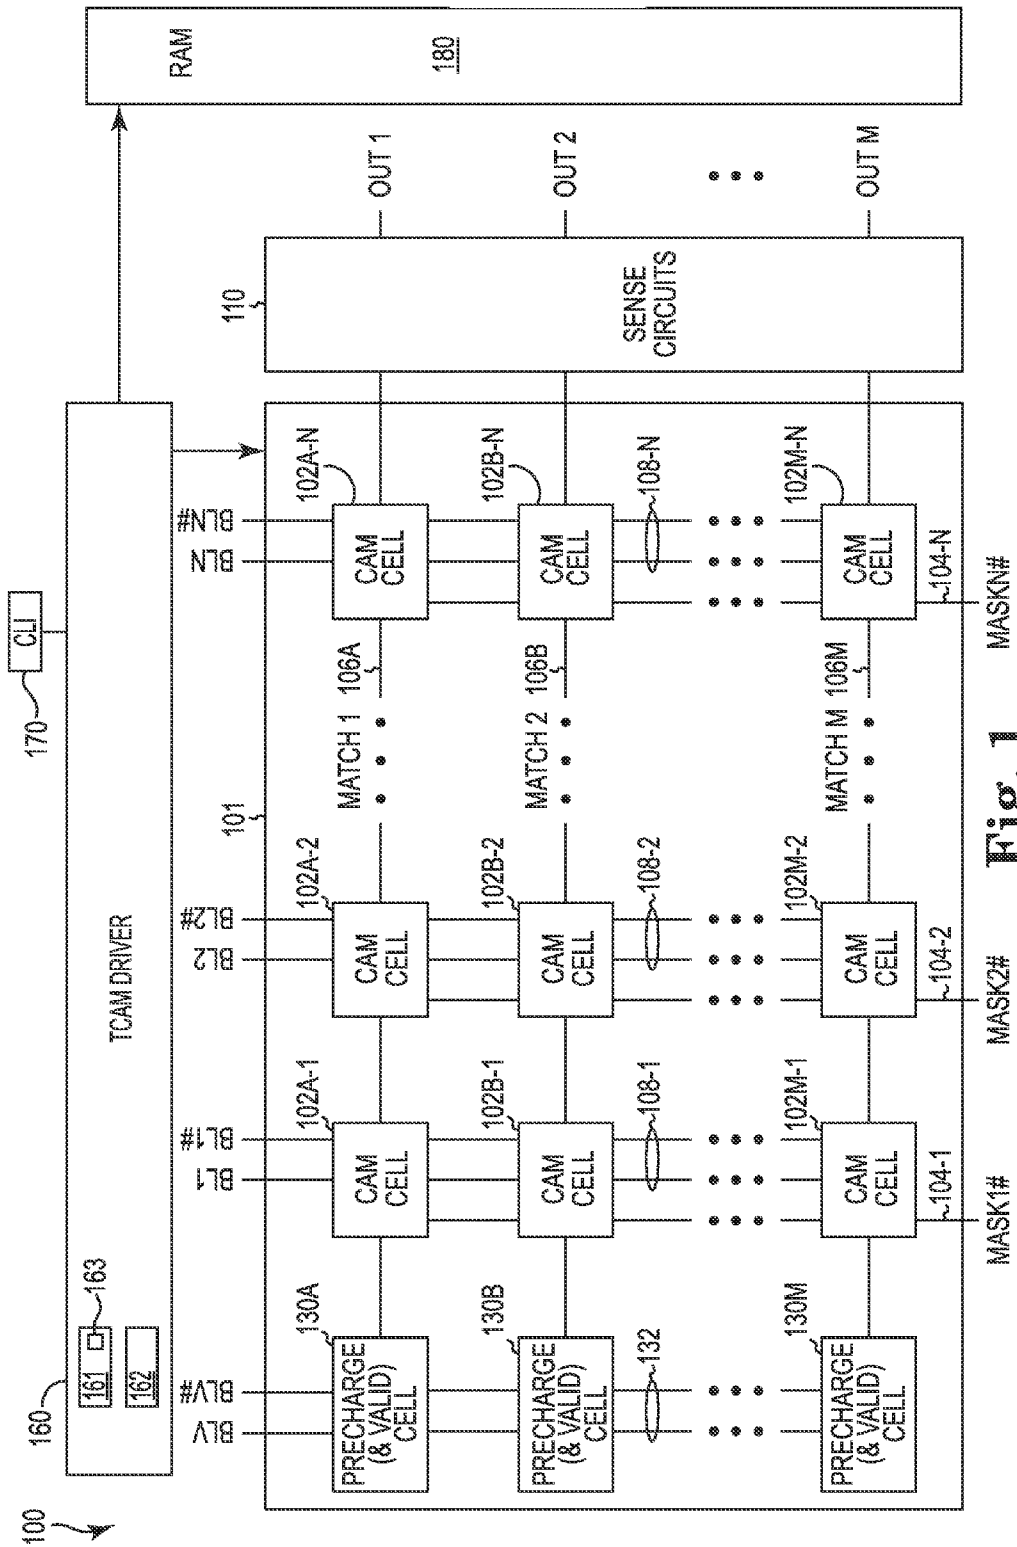 100
160
161
163
162
TCAM DRIVER
170
CLI
RAM
180
BLV
BLV#
BL1
BL1#
BL2
BL2#
BLN
BLN#
101
110
130A
PRECHARGE
(& VALID)
CELL
102A-1
CAM
CELL
102A-2
CAM
CELL
MATCH 1
106A
102A-N
CAM
CELL
OUT 1
130B
PRECHARGE
(& VALID)
CELL
102B-1
CAM
CELL
102B-2
CAM
CELL
MATCH 2
106B
102B-N
CAM
CELL
OUT 2
132
108-1
108-2
108-N
SENSE
CIRCUITS
130M
PRECHARGE
(& VALID)
CELL
102M-1
CAM
CELL
102M-2
CAM
CELL
MATCH M
106M
102M-N
CAM
CELL
OUT M
104-1
104-2
104-N
MASK1#
MASK2#
MASKN#
Fig. 1